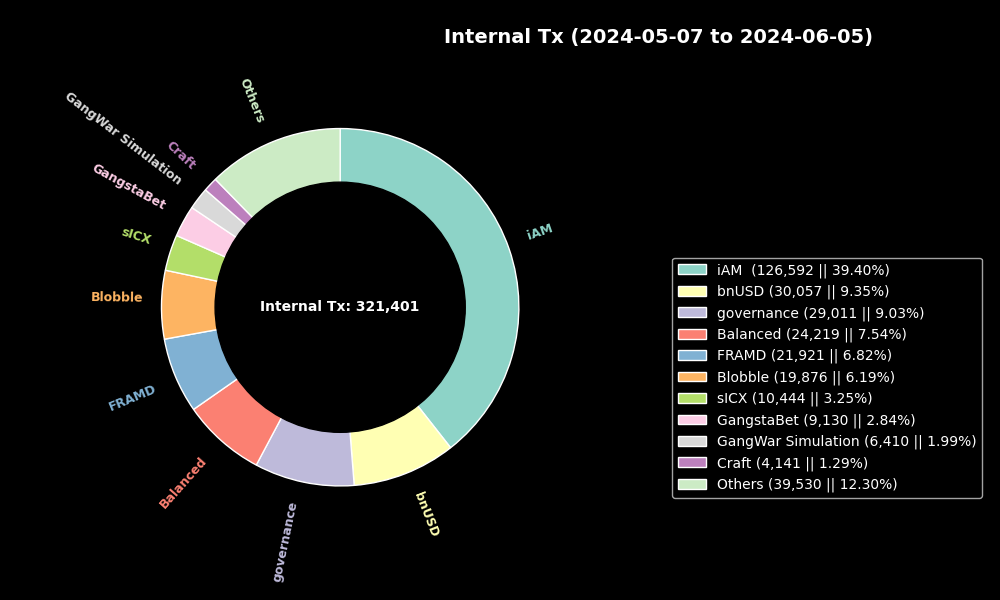 Internal Tx (2024-05-07 to 2024-06-05)
Others
GangWar Simulation
Craft
GangstaBet
sICX
iAM
Blobble
Internal Tx: 321,401
FRAMD
Balanced
bnUSD
governance
iAM  (126,592 || 39.40%)
bnUSD (30,057 || 9.35%)
governance (29,011 || 9.03%)
Balanced (24,219 || 7.54%)
FRAMD (21,921 || 6.82%)
Blobble (19,876 || 6.19%)
sICX (10,444 || 3.25%)
GangstaBet (9,130 || 2.84%)
GangWar Simulation (6,410 || 1.99%)
Craft (4,141 || 1.29%)
Others (39,530 || 12.30%)